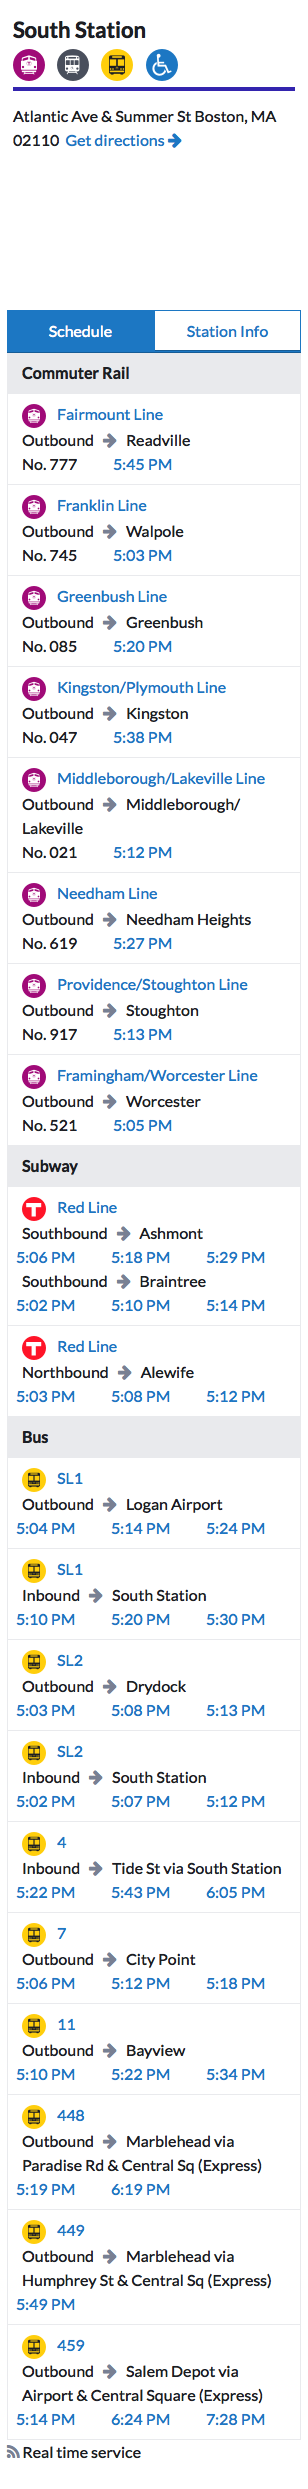 South Station
Atlantic Ave & Summer St Boston, MA
02110 Get directions
Schedule Station Info
Commuter Rail
Fairmount Line
Outbound Readville
No. 777 5:45 PM
Franklin Line
Outbound Walpole
No. 745 5:03 PM
Greenbush Line
Outbound Greenbush
No. 085 5:20 PM
Kingston/Plymouth Line
Outbound Kingston
No. 047 5:38 PM
Middleborough/Lakeville Line
Outbound Middleborough/
Lakeville
No. 021 5:12 PM
Needham Line
Outbound Needham Heights
No. 619 5:27 PM
Providence/Stoughton Line
Outbound Stoughton
No. 917 5:13 PM
Framingham/Worcester Line
Outbound Worcester
No. 521 5:05 PM
Subway
T Red Line
Southbound Ashmont
5:06 PM 5:18 PM 5:29 PM
Southbound Braintree
5:02 PM 5:10 PM 5:14 PM
T Red Line
Northbound Alewife
5:03 PM 5:08 PM 5:12 PM
Bus
SL1
Outbound Logan Airport
5:04 PM 5:14 PM 5:24 PM
SL1
Inbound South Station
5:10 PM 5:20 PM 5:30 PM
SL2
Outbound Drydock
5:03 PM 5:08 PM 5:13 PM
SL2
Inbound South Station
5:02 PM 5:07 PM 5:12 PM
4
Inbound Tide St via South Station
5:22 PM 5:43 PM 6:05 PM
7
Outbound City Point
5:06 PM 5:12 PM 5:18 PM
11
Outbound Bayview
5:10 PM 5:22 PM 5:34 PM
448
Outbound Marblehead via
Paradise Rd & Central Sq (Express)
5:19 PM 6:19 PM
449
Outbound Marblehead via
Humphrey St & Central Sq (Express)
5:49 PM
459
Outbound Salem Depot via
Airport & Central Square (Express)
5:14 PM 6:24 PM 7:28 PM
Real time service